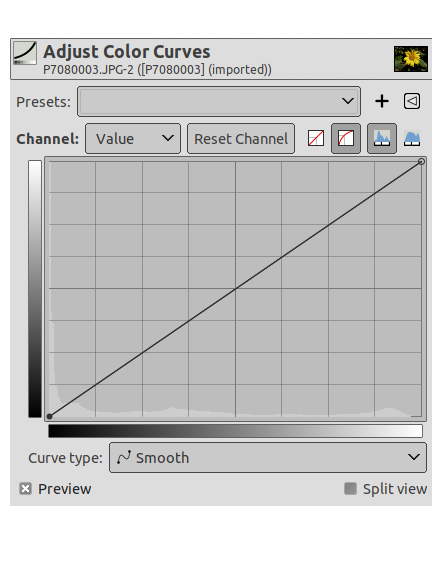 Adjust Color Curves
P7080003.JPG-2 ([P7080003] (imported))
Presets:
Channel: Value Reset Channel
Curve type: Smooth
Preview Split view